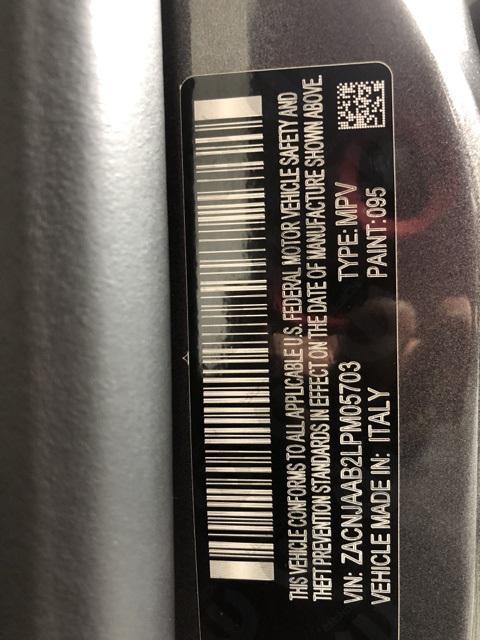 THIS VEHICLE CONFORMS TO ALL APPLICABLE U.S. FEDERAL MOTOR VEHICLE SAFETY AND
THEFT PREVENTION STANDARDS IN EFFECT ON THE DATE OF MANUFACTURE SHOWN ABOVE.
VIN: ZACNJAAB2LPM05703 TYPE: MPV
VEHICLE MADE IN: ITALY PAINT: 095